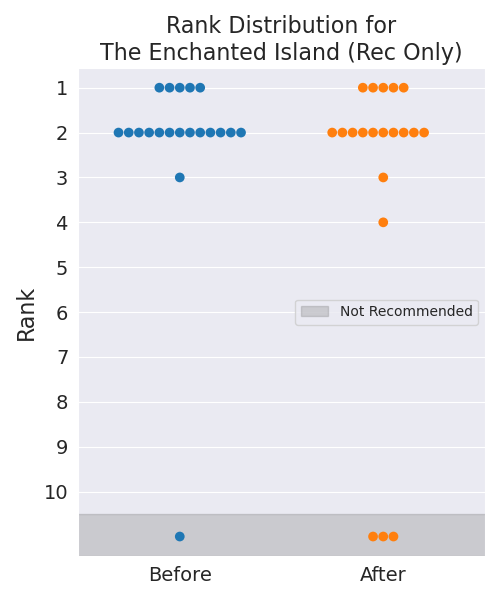 Rank Distribution for
The Enchanted Island (Rec Only)
1
2
3
4
5
6
7
8
9
10
Rank
Not Recommended
Before After